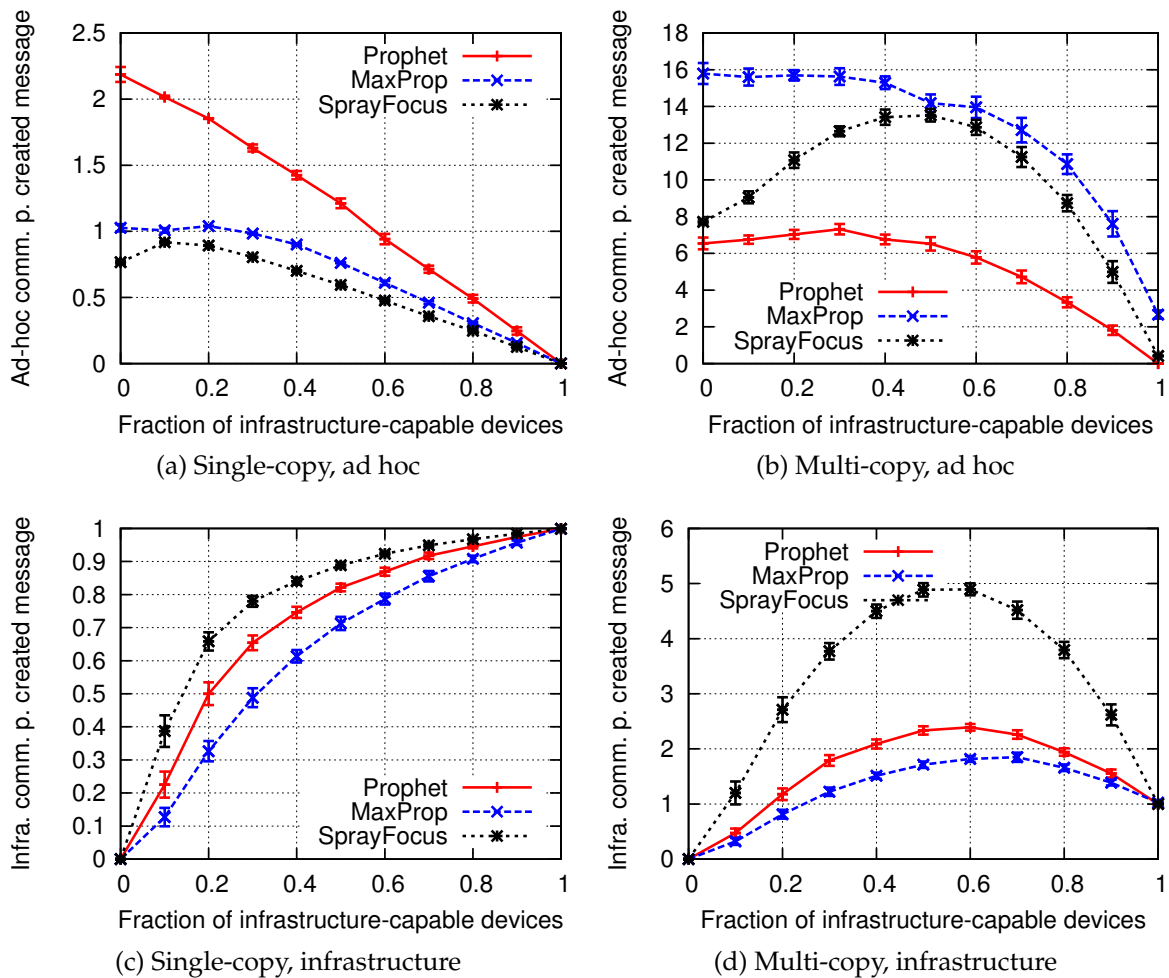 2.5
2
1.5
1
0.5
0
Ad-hoc comm. p. created message
Prophet
MaxProp
SprayFocus
0 0.2 0.4 0.6 0.8 1
Fraction of infrastructure-capable devices
(a) Single-copy, ad hoc
18
16
14
12
10
8
6
4
2
0
Ad-hoc comm. p. created message
Prophet
MaxProp
SprayFocus
0 0.2 0.4 0.6 0.8 1
Fraction of infrastructure-capable devices
(b) Multi-copy, ad hoc
1
0.9
0.8
0.7
0.6
0.5
0.4
0.3
0.2
0.1
0
Infra. comm. p. created message
Prophet
MaxProp
SprayFocus
0 0.2 0.4 0.6 0.8 1
Fraction of infrastructure-capable devices
(c) Single-copy, infrastructure
6
5
4
3
2
1
0
Infra. comm. p. created message
Prophet
MaxProp
SprayFocus
0 0.2 0.4 0.6 0.8 1
Fraction of infrastructure-capable devices
(d) Multi-copy, infrastructure